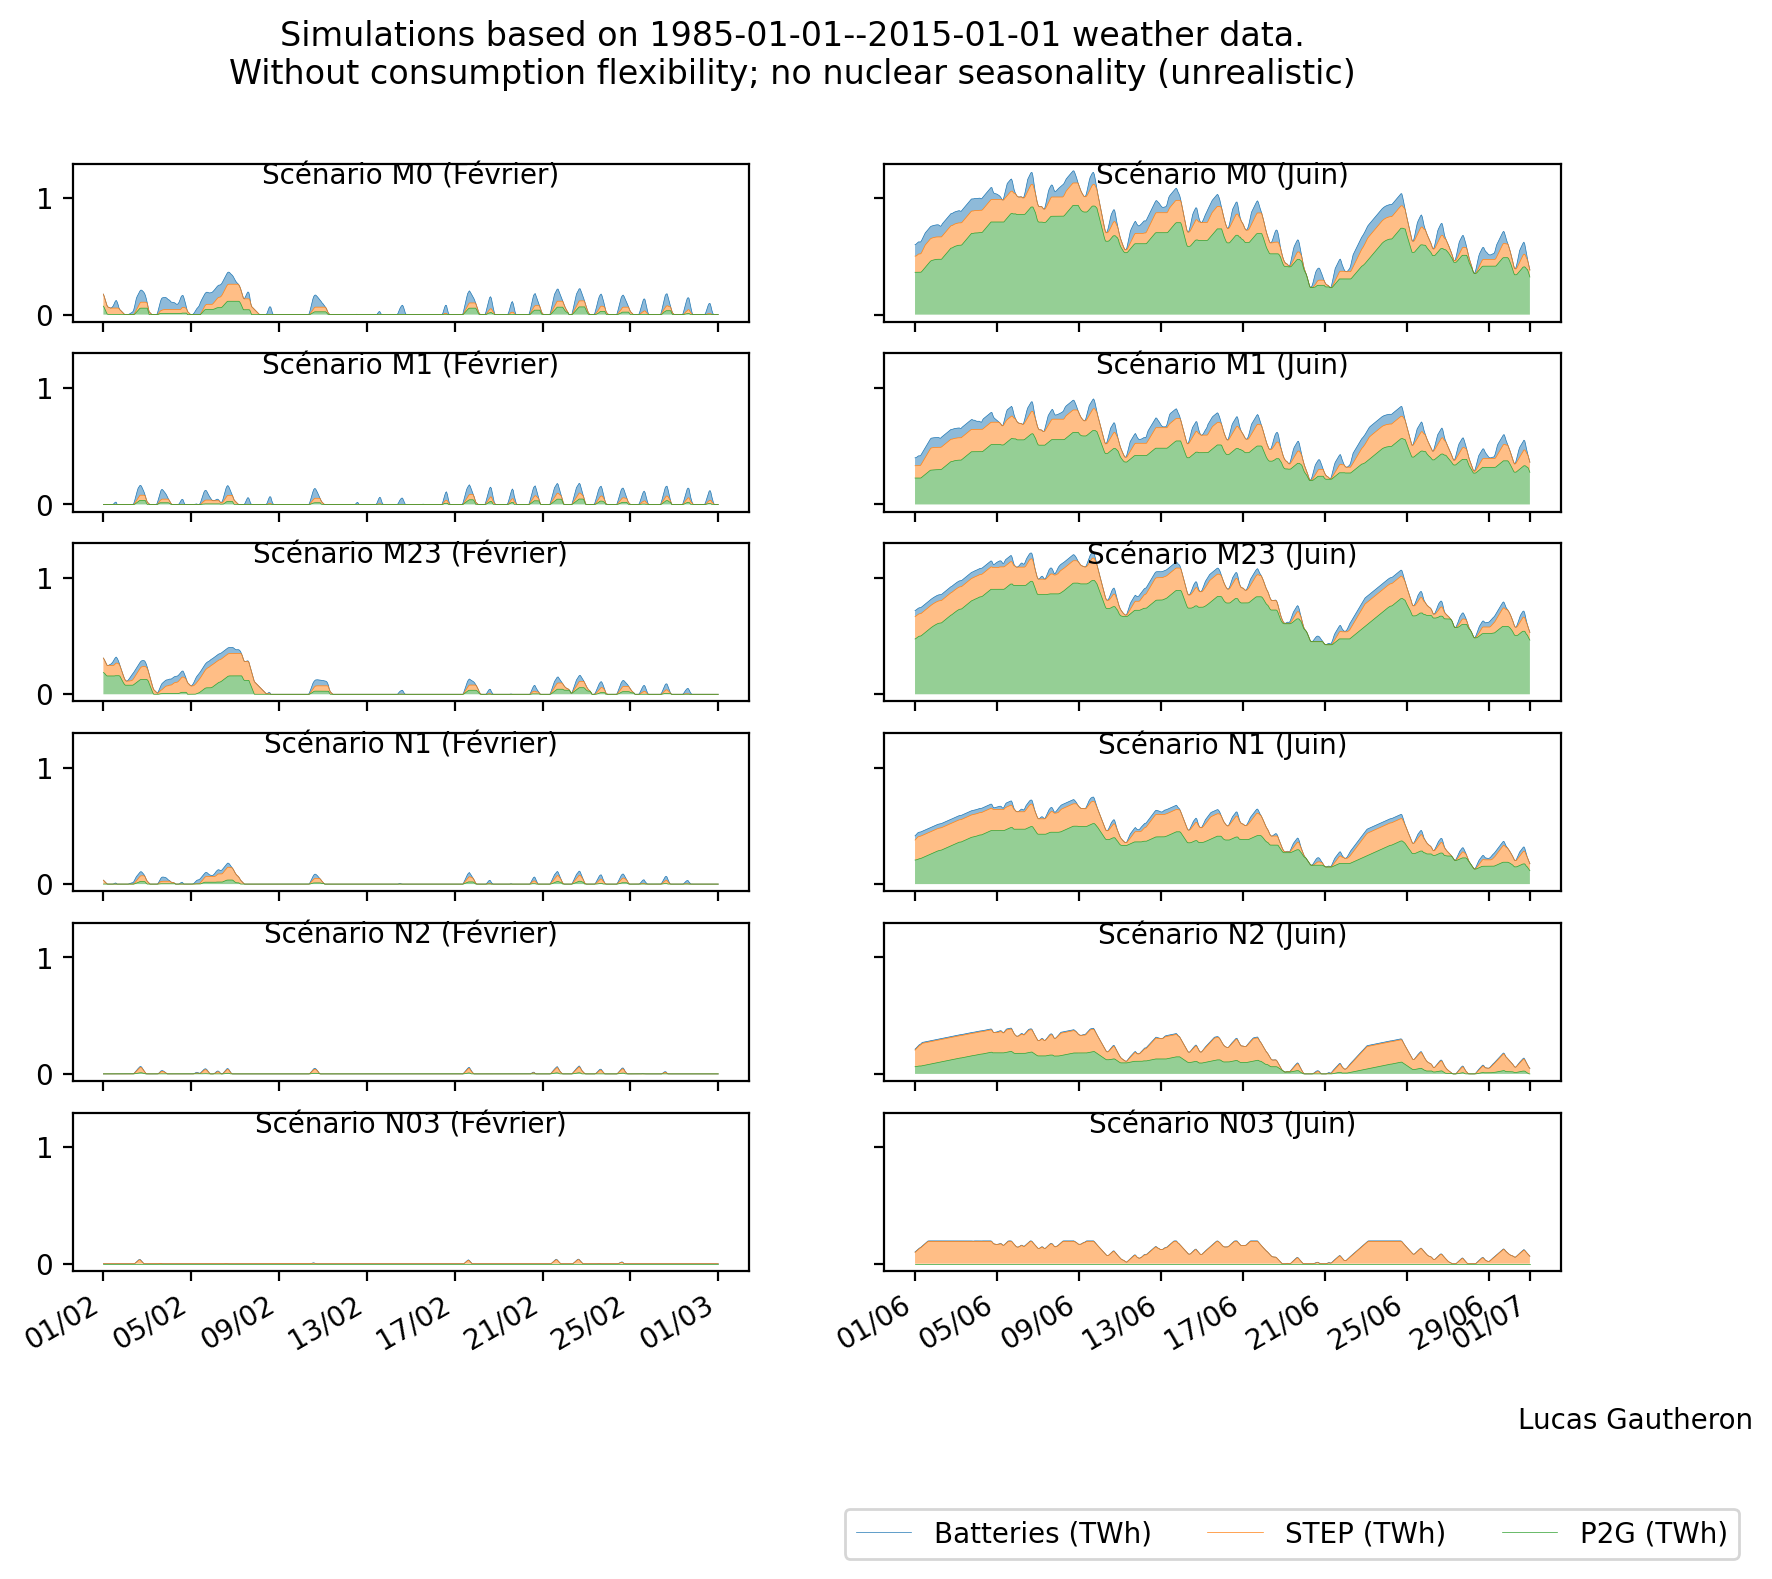 Simulations based on 1985-01-01--2015-01-01 weather data.
Without consumption flexibility; no nuclear seasonality (unrealistic)
Scénario M0 (Février)
1
0
Scénario M0 (Juin)
Scénario M1 (Février)
1
0
Scénario M1 (Juin)
Scénario M23 (Février)
1
0
Scénario M23 (Juin)
Scénario N1 (Février)
1
0
Scénario N1 (Juin)
Scénario N2 (Février)
1
0
Scénario N2 (Juin)
Scénario N03 (Février)
1
0
Scénario N03 (Juin)
01/02 05/02 09/02 13/02 17/02 21/02 25/02 01/03
01/06 05/06 09/06 13/06 17/06 21/06 25/06 29/06 01/07
Lucas Gautheron
Batteries (TWh) STEP (TWh) P2G (TWh)